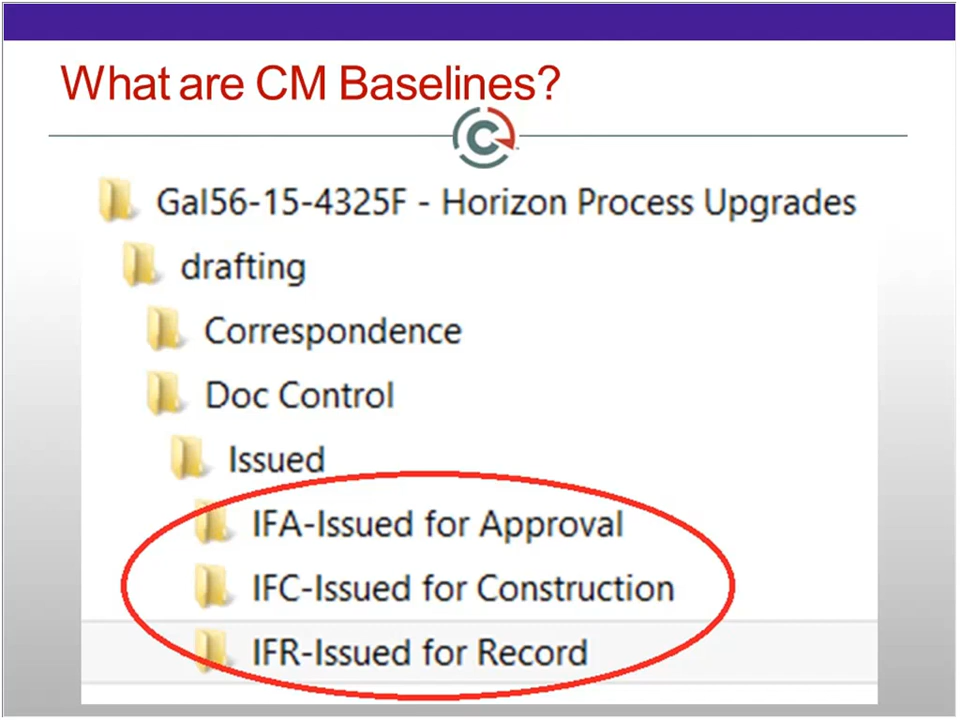 What are CM Baselines?
Gal56-15-4325F - Horizon Process Upgrades
drafting
Correspondence
Doc Control
Issued
IFA-Issued for Approval
IFC-Issued for Construction
IFR-Issued for Record